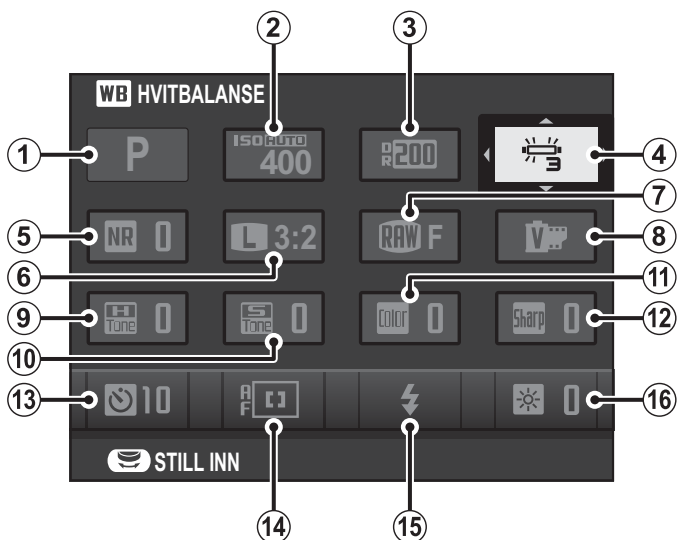 ② ③
WB HVITBALANSE
① P ISO AUTO 400 DR 200 3 ④
⑦
⑤ NR 0 L 3:2 RAW F V ⑧
⑥ ⑪
⑨ H Tone 0 S Tone 0 Color 0 Sharp 0 ⑫
⑩
⑬ 10 AF 0 ⑯
STILL INN
⑭ ⑮